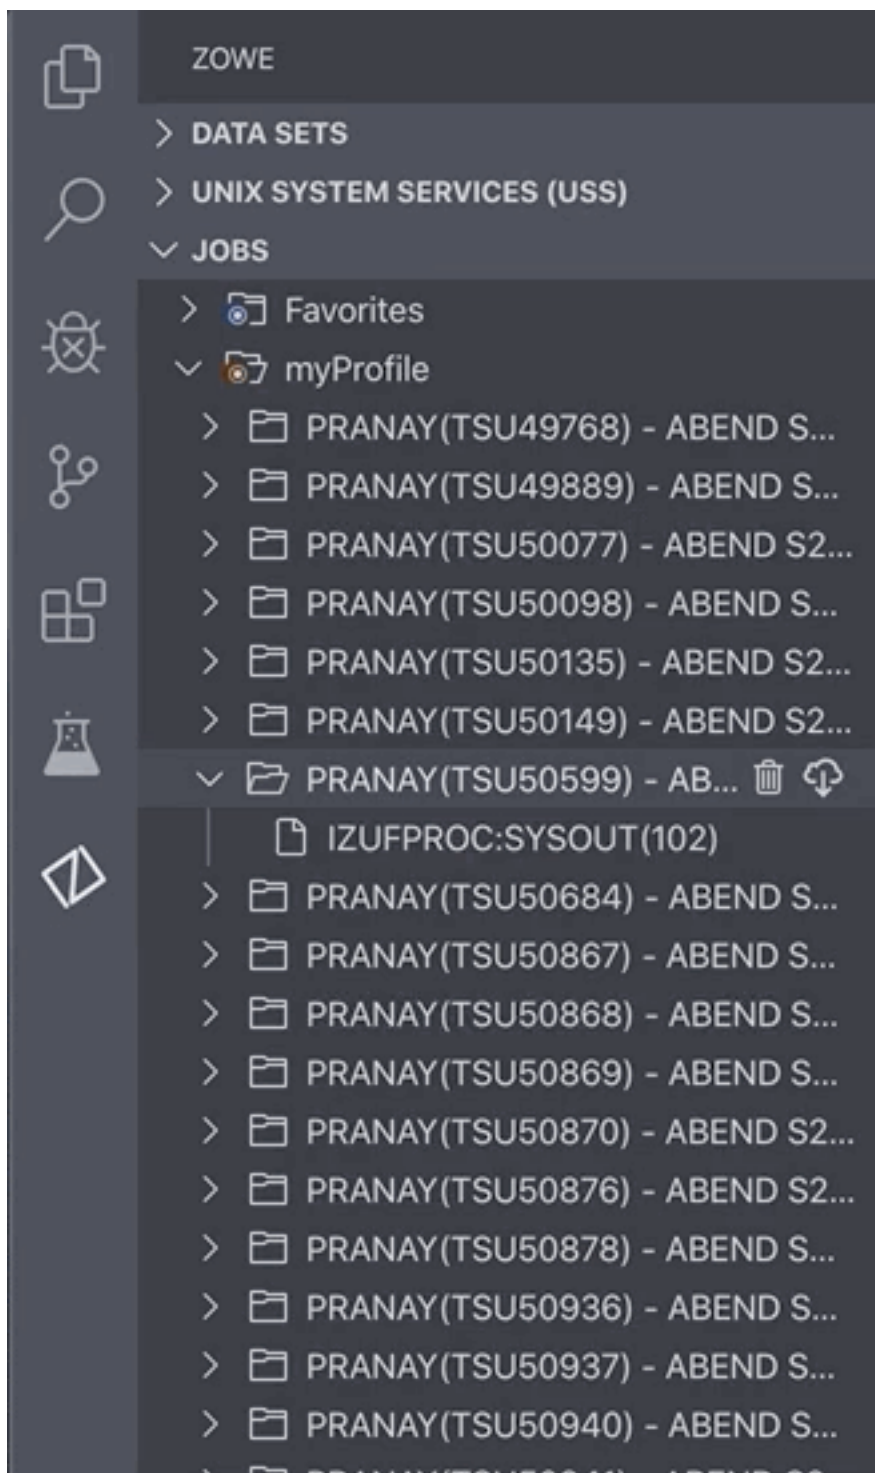 ZOWE
DATA SETS
UNIX SYSTEM SERVICES (USS)
JOBS
Favorites
myProfile
PRANAY(TSU49768) - ABEND S...
PRANAY(TSU49889) - ABEND S...
PRANAY(TSU50077) - ABEND S2...
PRANAY(TSU50098) - ABEND S...
PRANAY(TSU50135) - ABEND S2...
PRANAY(TSU50149) - ABEND S2...
PRANAY(TSU50599) - AB...
IZUFPROC:SYSOUT(102)
PRANAY(TSU50684) - ABEND S...
PRANAY(TSU50867) - ABEND S...
PRANAY(TSU50868) - ABEND S...
PRANAY(TSU50869) - ABEND S...
PRANAY(TSU50870) - ABEND S2...
PRANAY(TSU50876) - ABEND S2...
PRANAY(TSU50878) - ABEND S...
PRANAY(TSU50936) - ABEND S...
PRANAY(TSU50937) - ABEND S...
PRANAY(TSU50940) - ABEND S...